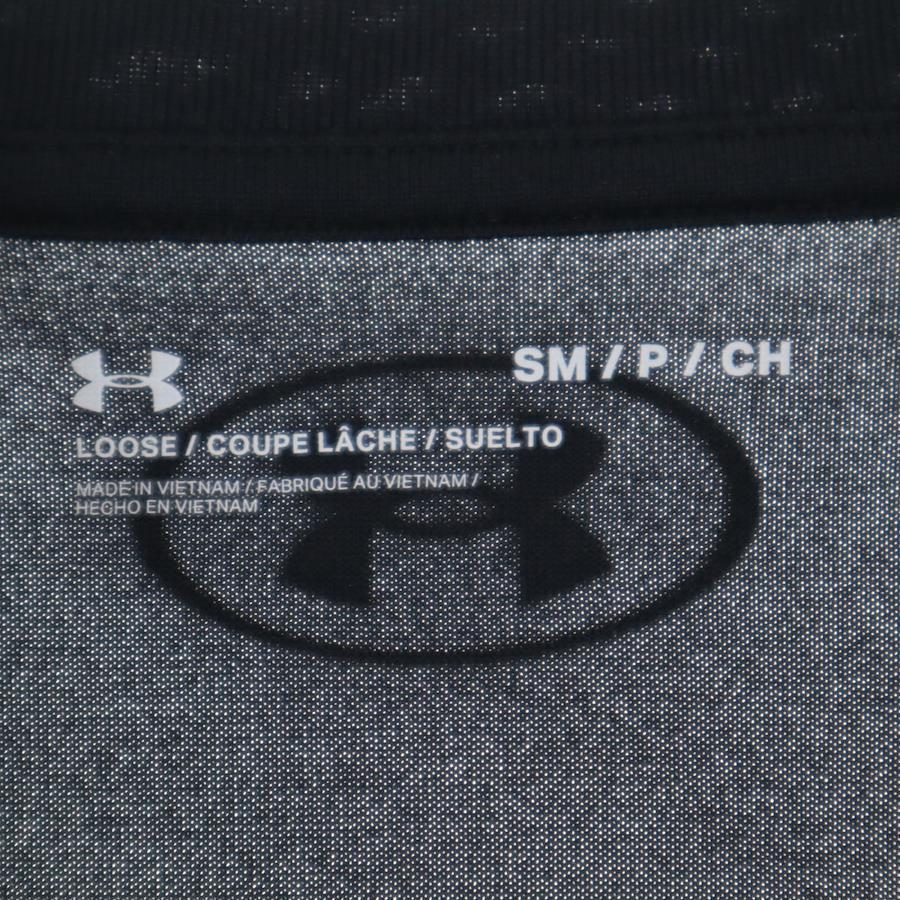 SM / P / CH
LOOSE / COUPE LÂCHE / SUELTO
MADE IN VIETNAM / FABRIQUÉ AU VIETNAM /
HECHO EN VIETNAM